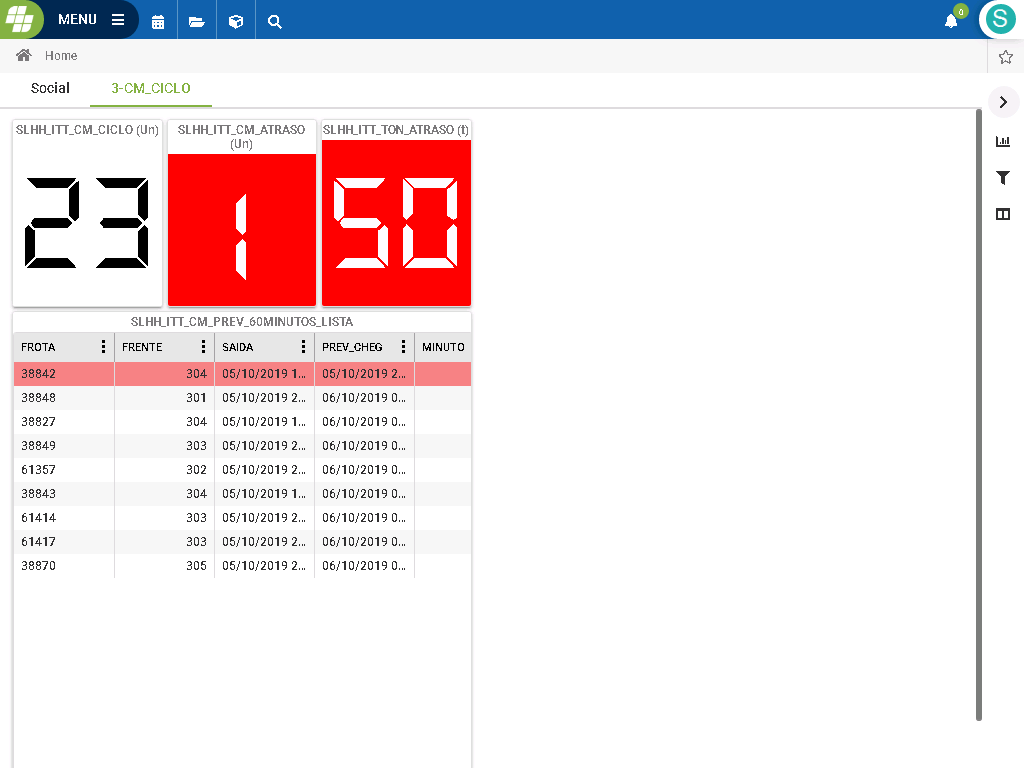 MENU
0
S
Home
Social
3-CM_CICLO
SLHH_ITT_CM_CICLO (Un)
23
SLHH_ITT_CM_ATRASO
(Un)
1
SLHH_ITT_TON_ATRASO (t)
50
SLHH_ITT_CM_PREV_60MINUTOS_LISTA
FROTA FRENTE SAIDA PREV_CHEG MINUTO
38842 304 05/10/2019 1... 05/10/2019 2...
38848 301 05/10/2019 2... 06/10/2019 0...
38827 304 05/10/2019 1... 06/10/2019 0...
38849 303 05/10/2019 2... 06/10/2019 0...
61357 302 05/10/2019 2... 06/10/2019 0...
38843 304 05/10/2019 1... 06/10/2019 0...
61414 303 05/10/2019 2... 06/10/2019 0...
61417 303 05/10/2019 2... 06/10/2019 0...
38870 305 05/10/2019 2... 06/10/2019 0...